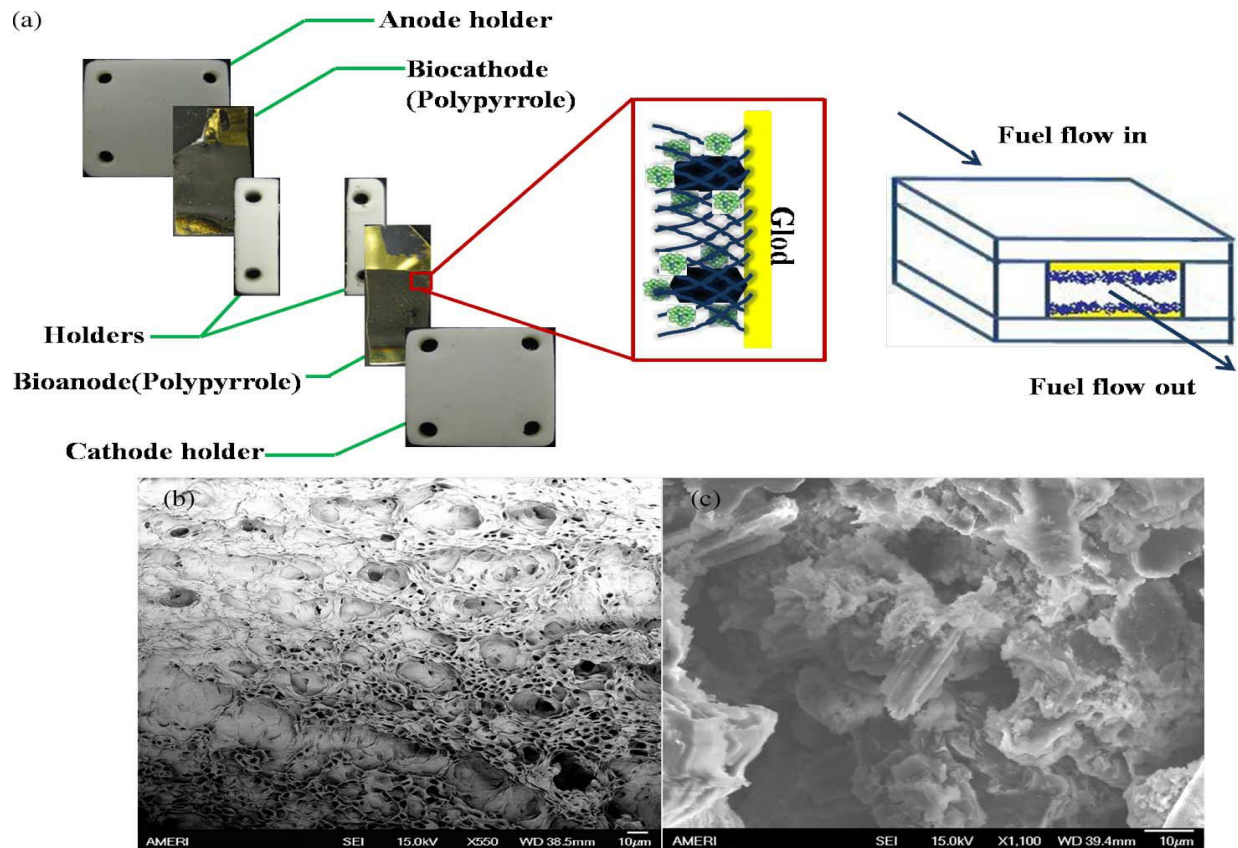 (a)
Anode holder
Biocathode
(Polypyrrole)
Holders
Bioanode(Polypyrrole)
Cathode holder
Glod
Fuel flow in
Fuel flow out
(b)
AMERI SEI 15.0kV X550 WD 38.5mm 10µm
(c)
AMERI SEI 15.0kV X1,100 WD 39.4mm 10µm